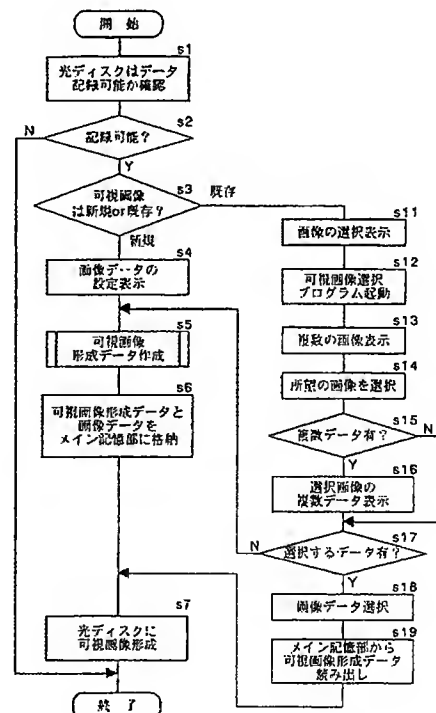 開 始
s1
光ディスクはデータ
記録可能か確認
s2
N
記録可能？
Y
s3
可視画像
は新規or既存？
既存
新規
s4
画像データの
設定表示
s5
可視画像
形成データ作成
s6
可視画像形成データと
画像データを
メイン記憶部に格納
s7
光ディスクに
可視画像形成
終 了
s11
画像の選択表示
s12
可視画像選択
プログラム起動
s13
複数の画像表示
s14
所望の画像を選択
s15
複数データ有？
N
Y
s16
選択画像の
複数データ表示
s17
N
選択するデータ有？
Y
s18
画像データ選択
s19
メイン記憶部から
可視画像形成データ
読み出し